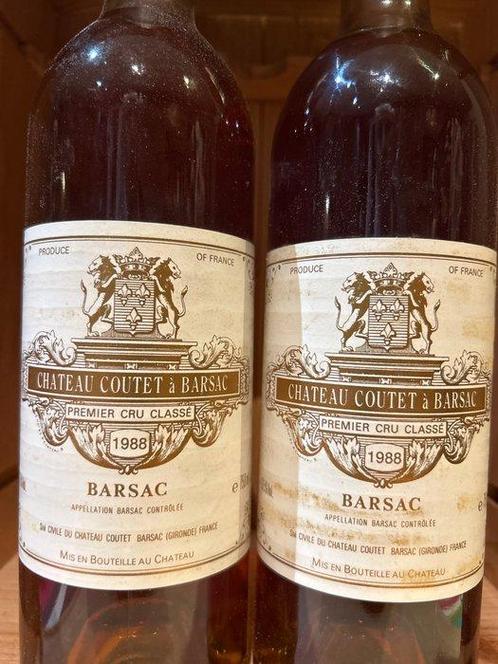 PRODUCE OF FRANCE
CHATEAU COUTET à BARSAC
PREMIER CRU CLASSÉ
1988
BARSAC
e 750
APPELLATION BARSAC CONTRÔLÉE
Sté CIVILE DU CHATEAU COUTET BARSAC (GIRONDE) FRANCE
MIS EN BOUTEILLE AU CHATEAU
PRODUCE OF FRANCE
CHATEAU COUTET à BARSAC
PREMIER CRU CLASSÉ
1988
BARSAC
e
APPELLATION BARSAC CONTRÔLÉE
Sté CIVILE DU CHATEAU COUTET BARSAC (GIRONDE) FRANCE
MIS EN BOUTEILLE AU CHATEAU